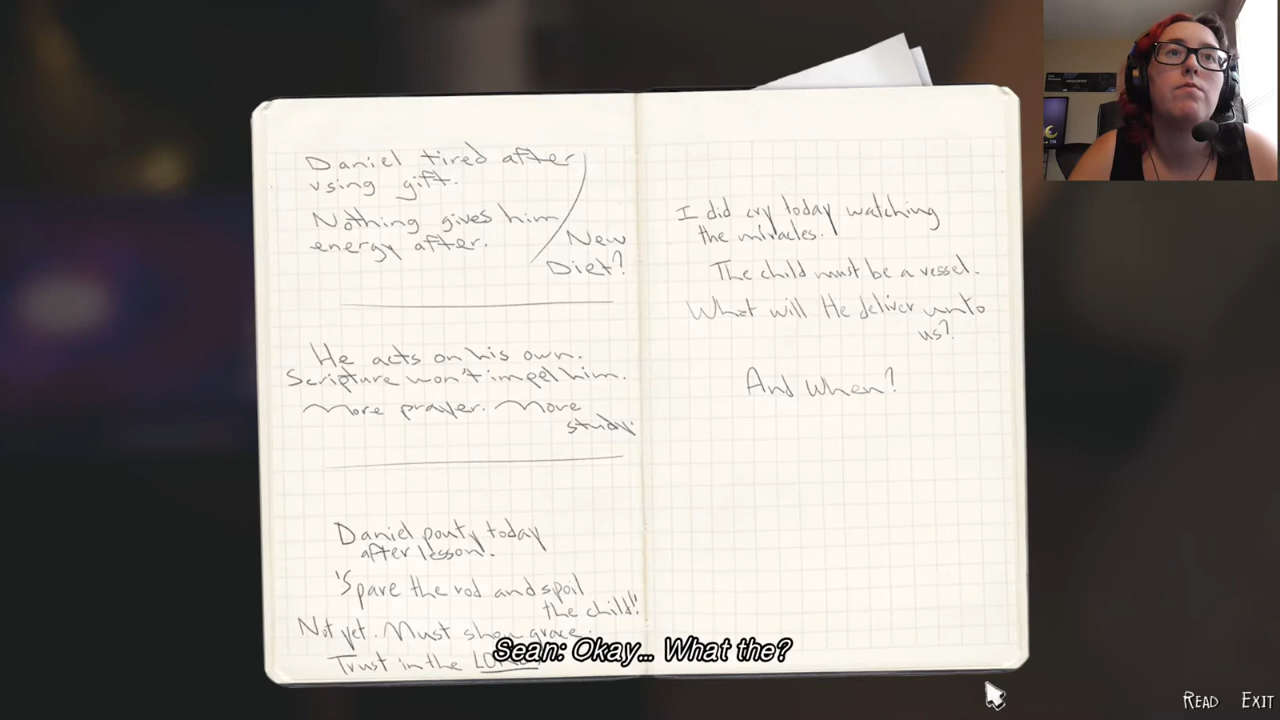 Daniel tired after
using gift.
Nothing gives him
energy after.
New
Diet?
He acts on his own.
Scripture won't impel him.
More prayer. More
study.
Daniel pouty today
after lesson.
'Spare the rod and spoil
the child!'
Not yet. Must show grace.
Trust in the
I did cry today watching
the miracles.
The child must be a vessel.
What will He deliver unto
us?
And When?
Sean: Okay... What the?
READ EXIT